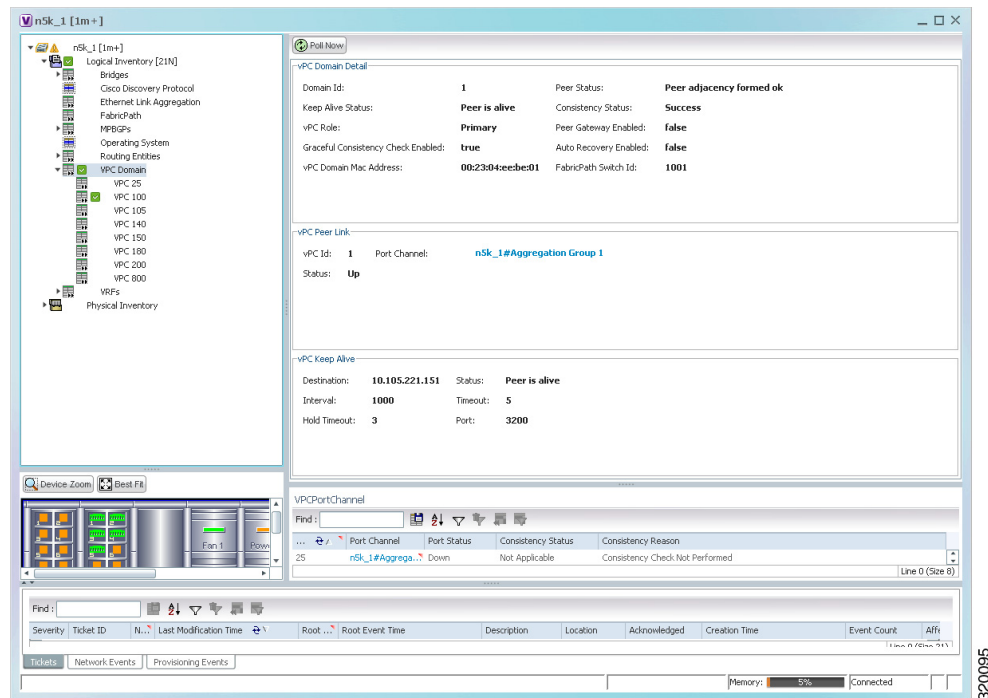 n5k_1 [1m+]
n5k_1 [1m+]
Logical Inventory [21N]
Bridges
Cisco Discovery Protocol
Ethernet Link Aggregation
FabricPath
MPBGPs
Operating System
Routing Entities
VPC Domain
VPC 25
VPC 100
VPC 105
VPC 140
VPC 150
VPC 180
VPC 200
VPC 800
VRFs
Physical Inventory
Poll Now
vPC Domain Detail
Domain Id: 1 Peer Status: Peer adjacency formed ok
Keep Alive Status: Peer is alive Consistency Status: Success
vPC Role: Primary Peer Gateway Enabled: false
Graceful Consistency Check Enabled: true Auto Recovery Enabled: false
vPC Domain Mac Address: 00:23:04:ee:be:01 FabricPath Switch Id: 1001
vPC Peer Link
vPC Id: 1 Port Channel: n5k_1#Aggregation Group 1
Status: Up
vPC Keep Alive
Destination: 10.105.221.151 Status: Peer is alive
Interval: 1000 Timeout: 5
Hold Timeout: 3 Port: 3200
Device Zoom Best Fit
Fan 1 Powe
VPCPortChannel
Find :
... Port Channel Port Status Consistency Status Consistency Reason
25 n5k_1#Aggrega... Down Not Applicable Consistency Check Not Performed
Line 0 (Size 8)
Find :
Severity Ticket ID N... Last Modification Time Root ... Root Event Time Description Location Acknowledged Creation Time Event Count Affe
Line 0 (Size 21)
Tickets Network Events Provisioning Events
Memory: 5% Connected
320095